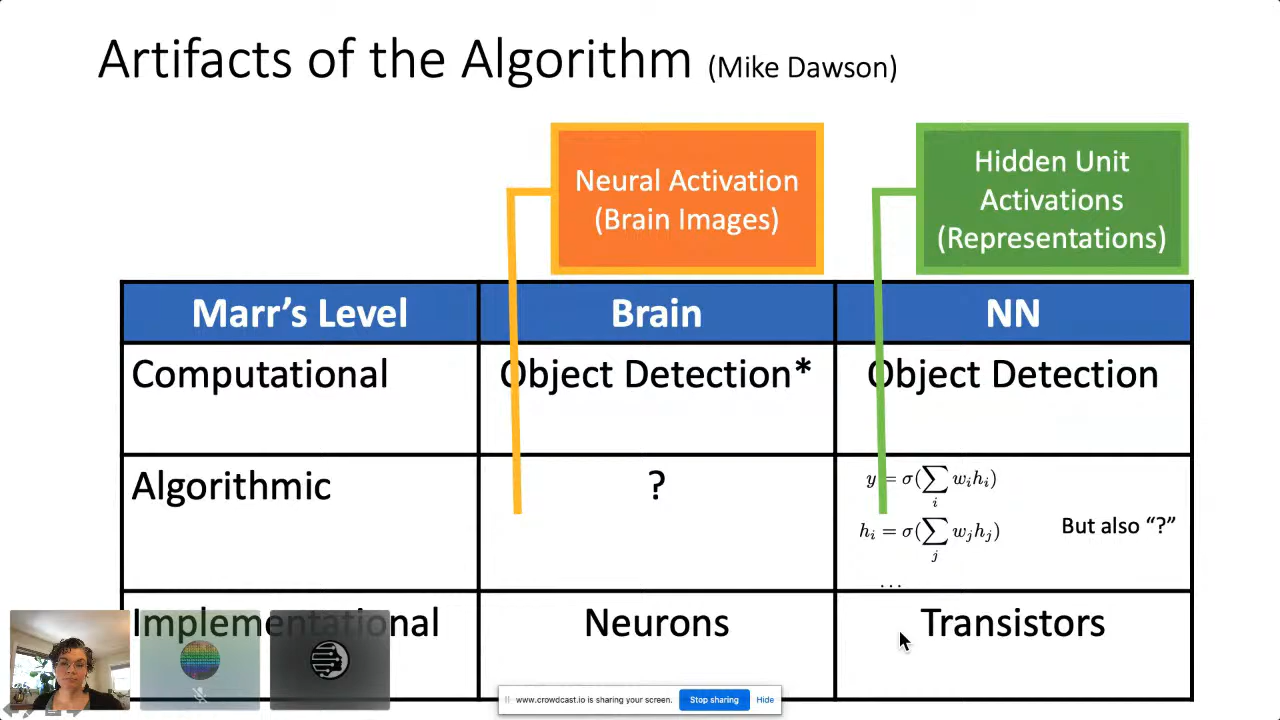 Artifacts of the Algorithm (Mike Dawson)
Neural Activation
(Brain Images)
Hidden Unit
Activations
(Representations)
Marr's Level
Brain
NN
Computational
Object Detection*
Object Detection
Algorithmic
?
y = σ(∑ᵢ wᵢhᵢ)
hᵢ = σ(∑ⱼ wⱼhⱼ)
...
But also “?”
Implementational
Neurons
Transistors
www.crowdcast.io is sharing your screen.
Stop sharing
Hide